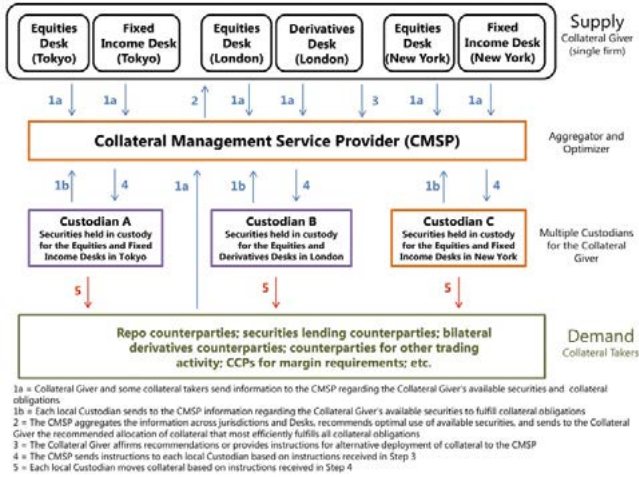 Equities Desk (Tokyo)
Fixed Income Desk (Tokyo)
Equities Desk (London)
Derivatives Desk (London)
Equities Desk (New York)
Fixed Income Desk (New York)
Supply
Collateral Giver
(single firm)
1a
1a
2
1a
1a
3
1a
1a
Collateral Management Service Provider (CMSP)
Aggregator and
Optimizer
1b
4
1a
1b
4
1b
4
Custodian A
Securities held in custody
for the Equities and Fixed
Income Desks in Tokyo
Custodian B
Securities held in custody
for the Equities and
Derivatives Desks in London
Custodian C
Securities held in custody
for the Equities and Fixed
Income Desks in New York
Multiple Custodians
for the Collateral
Giver
5
5
5
Repo counterparties; securities lending counterparties; bilateral
derivatives counterparties; counterparties for other trading
activity; CCPs for margin requirements; etc.
Demand
Collateral Takers
1a = Collateral Giver and some collateral takers send information to the CMSP regarding the Collateral Giver's available securities and collateral
obligations
1b = Each local Custodian sends to the CMSP information regarding the Collateral Giver's available securities to fulfill collateral obligations
2 = The CMSP aggregates the information across jurisdictions and Desks, recommends optimal use of available securities, and sends to the Collateral
Giver the recommended allocation of collateral that most efficiently fulfills all collateral obligations
3 = The Collateral Giver affirms recommendations or provides instructions for alternative deployment of collateral to the CMSP
4 = The CMSP sends instructions to each local Custodian based on instructions received in Step 3
5 = Each local Custodian moves collateral based on instructions received in Step 4